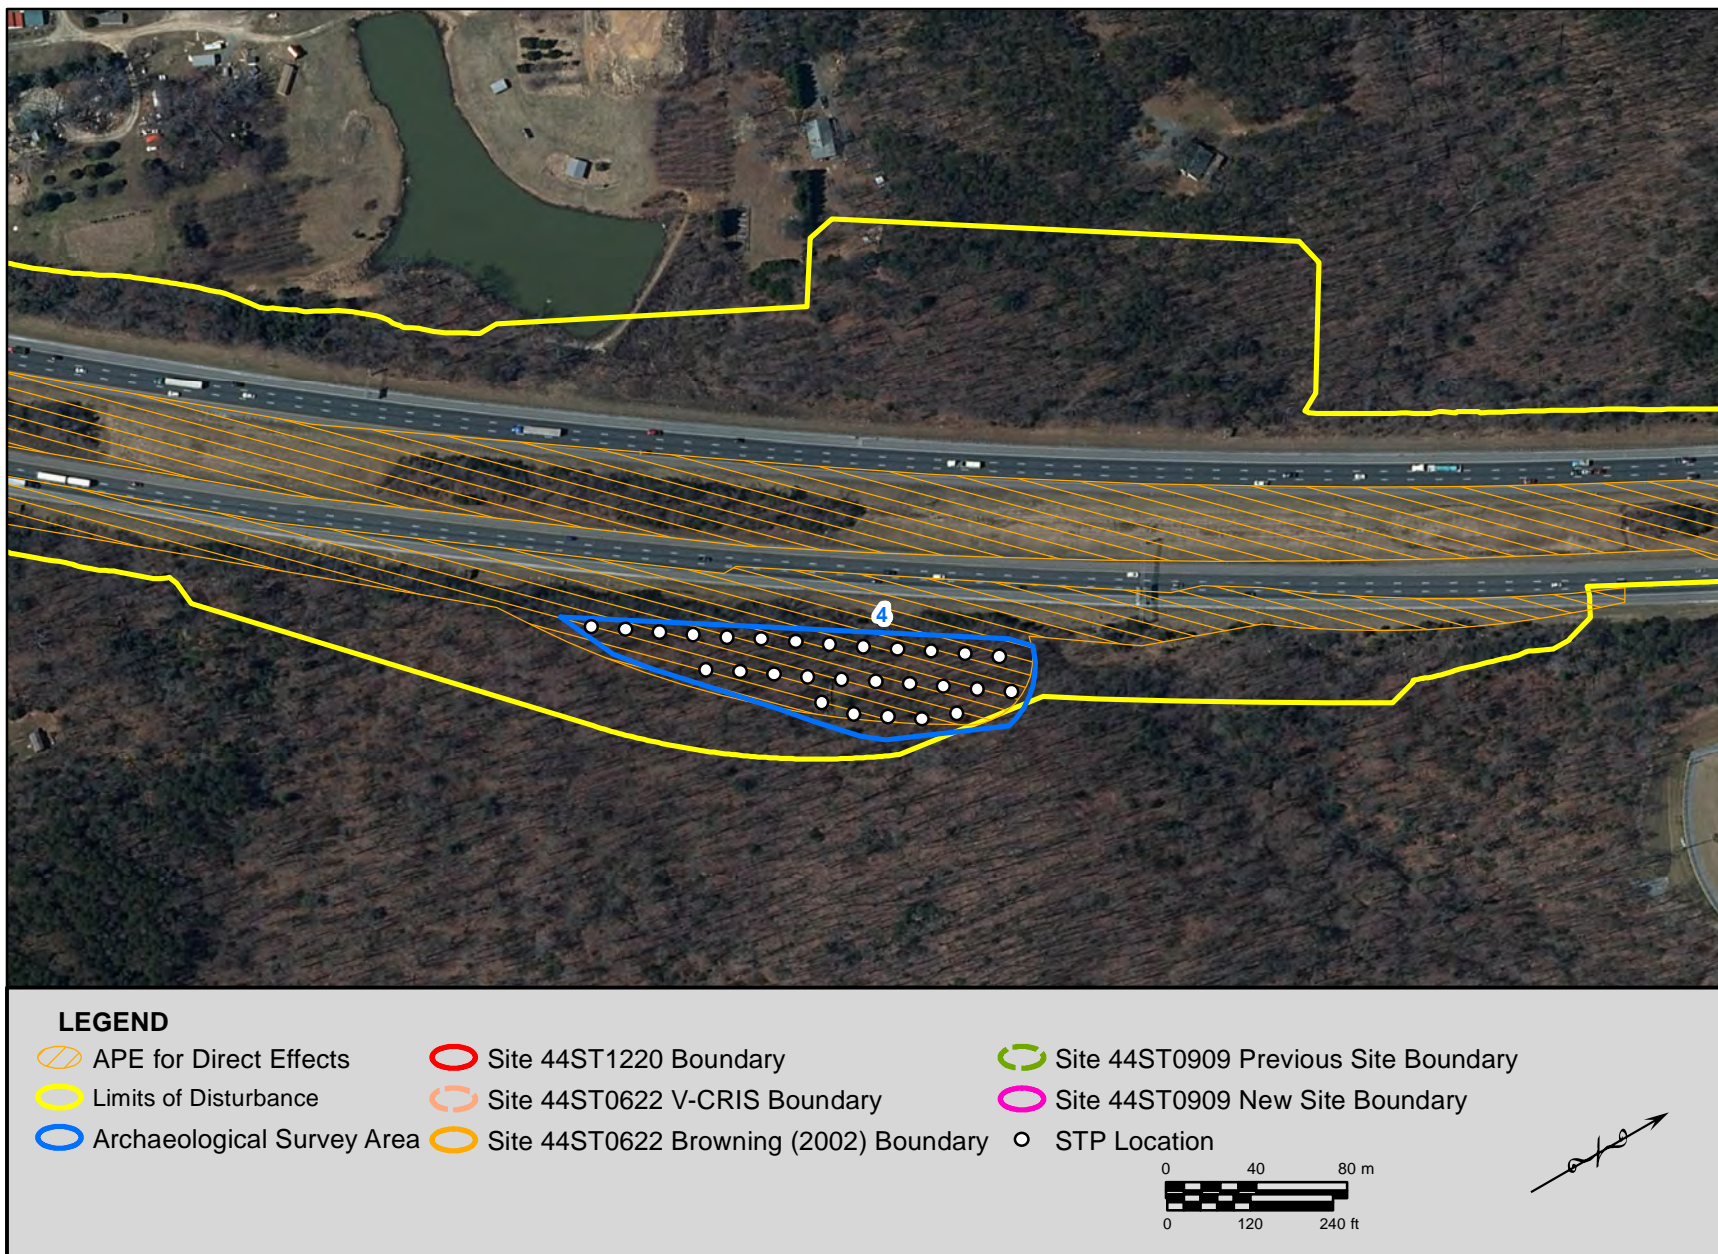 4
LEGEND
APE for Direct Effects
Limits of Disturbance
Archaeological Survey Area
Site 44ST1220 Boundary
Site 44ST0622 V-CRIS Boundary
Site 44ST0622 Browning (2002) Boundary
Site 44ST0909 Previous Site Boundary
Site 44ST0909 New Site Boundary
STP Location
0 40 80 m
0 120 240 ft